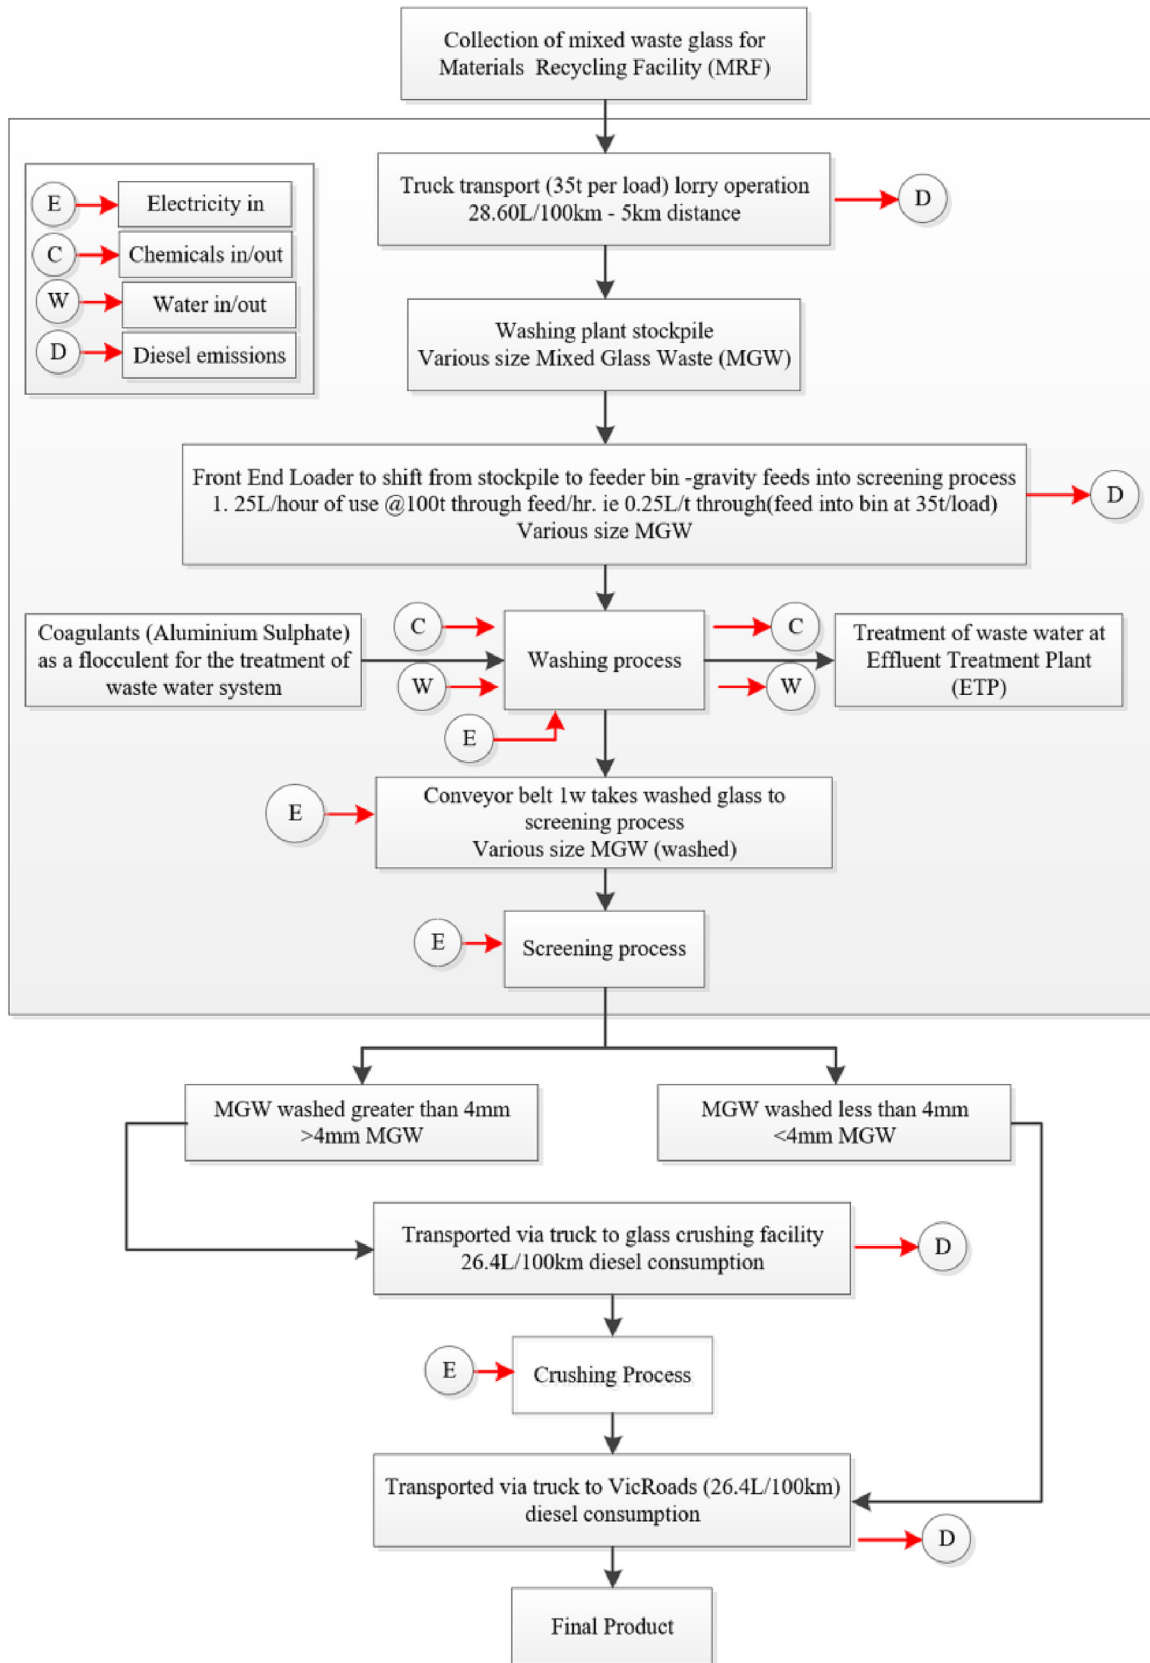 Collection of mixed waste glass for
Materials Recycling Facility (MRF)
E
Electricity in
C
Chemicals in/out
W
Water in/out
D
Diesel emissions
Truck transport (35t per load) lorry operation
28.60L/100km - 5km distance
D
Washing plant stockpile
Various size Mixed Glass Waste (MGW)
Front End Loader to shift from stockpile to feeder bin -gravity feeds into screening process
1. 25L/hour of use @100t through feed/hr. ie 0.25L/t through(feed into bin at 35t/load)
Various size MGW
D
Coagulants (Aluminium Sulphate)
as a flocculent for the treatment of
waste water system
C
W
E
Washing process
C
W
Treatment of waste water at
Effluent Treatment Plant
(ETP)
E
Conveyor belt 1w takes washed glass to
screening process
Various size MGW (washed)
E
Screening process
MGW washed greater than 4mm
>4mm MGW
MGW washed less than 4mm
<4mm MGW
Transported via truck to glass crushing facility
26.4L/100km diesel consumption
D
E
Crushing Process
Transported via truck to VicRoads (26.4L/100km)
diesel consumption
D
Final Product